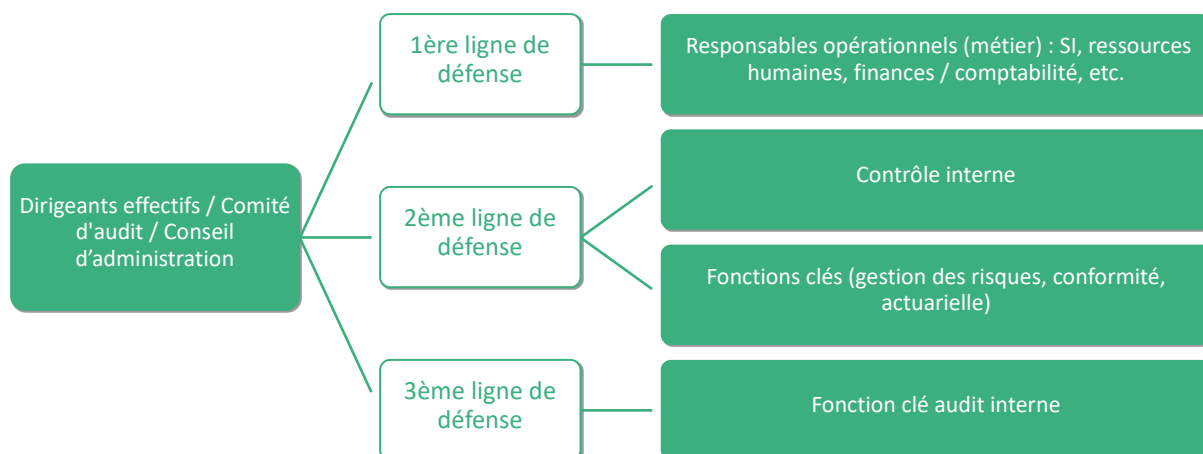 1ère ligne de
défense
Responsables opérationnels (métier) : SI, ressources
humaines, finances / comptabilité, etc.
Dirigeants effectifs / Comité
d'audit / Conseil
d’administration
2ème ligne de
défense
Contrôle interne
Fonctions clés (gestion des risques, conformité,
actuarielle)
3ème ligne de
défense
Fonction clé audit interne